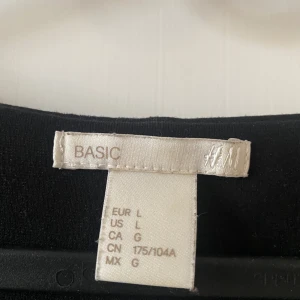 BASIC H&M
EUR L
US L
CA G
CN 175/104A
MX G